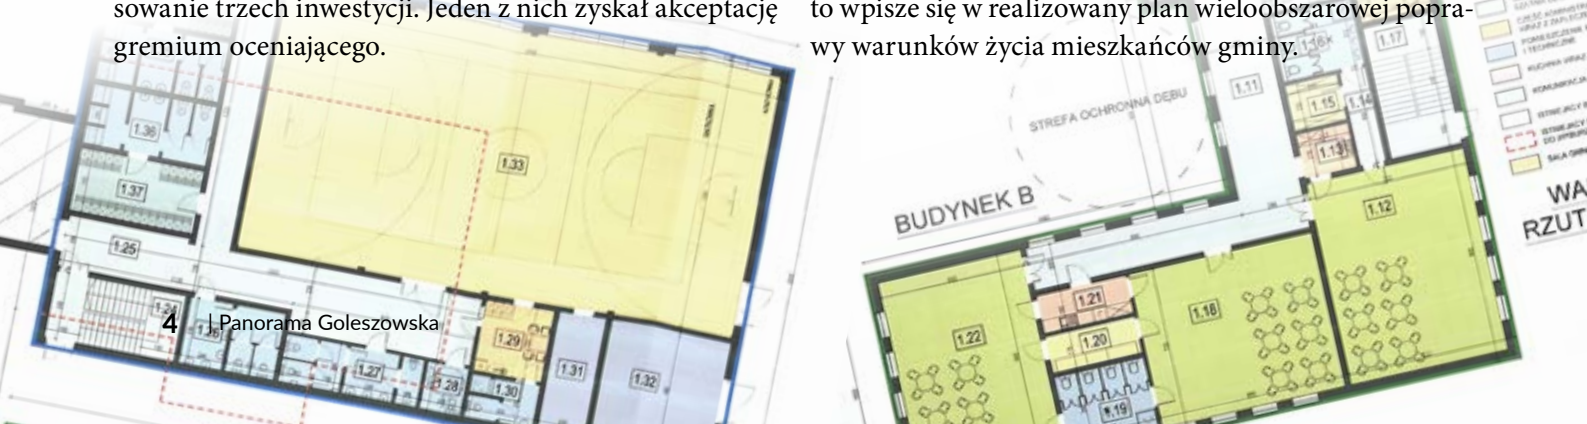 sowanie trzech inwestycji. Jeden z nich zyskał akceptację
gremium oceniającego.
to wpisze się w realizowany plan wieloobszarowej popra-
wy warunków życia mieszkańców gminy.
1.36
1.37
1.33
1.25
1.27
1.28
1.29
1.30
1.31
1.32
4 | Panorama Goleszowska
STREFA OCHRONNA DĘBU
BUDYNEK B
1.11
1.17
1.15
1.14
1.13
1.12
1.21
1.20
1.22
1.18
1.19
KOMUNIKACJA
RZUT